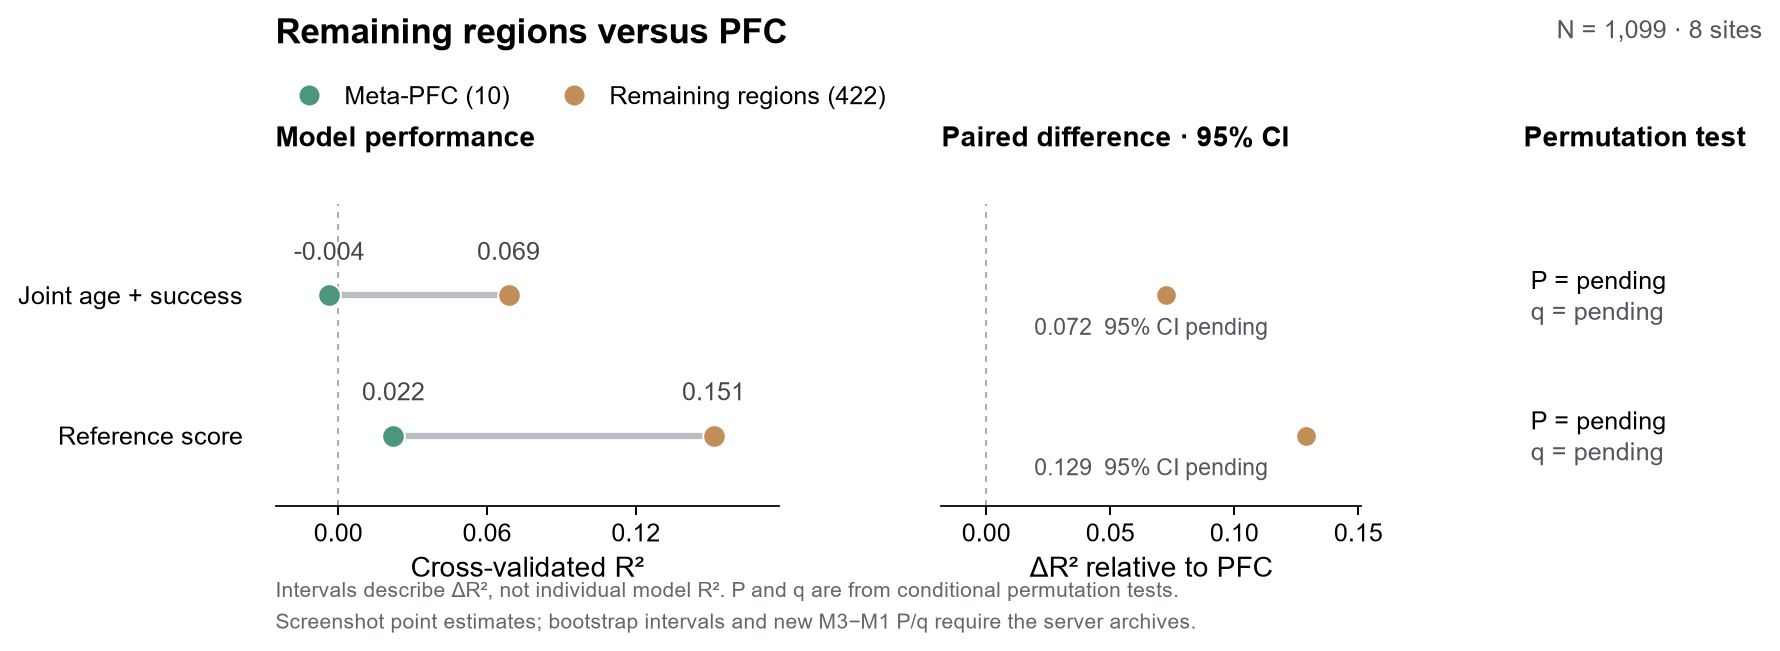 Remaining regions versus PFC
N = 1,099 · 8 sites
Meta-PFC (10)
Remaining regions (422)
Model performance
Paired difference · 95% CI
Permutation test
-0.004
0.069
Joint age + success
0.072 95% CI pending
P = pending
q = pending
0.022
0.151
Reference score
0.129 95% CI pending
P = pending
q = pending
0.00
0.06
0.12
Cross-validated R²
0.00
0.05
0.10
0.15
ΔR² relative to PFC
Intervals describe ΔR², not individual model R². P and q are from conditional permutation tests.
Screenshot point estimates; bootstrap intervals and new M3−M1 P/q require the server archives.